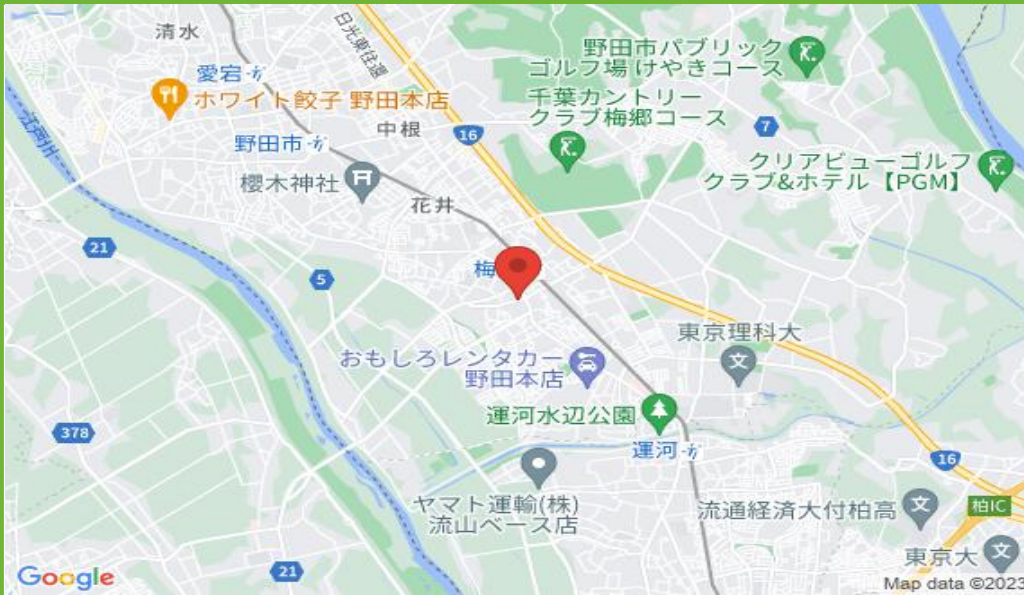 清水
日光東往還
野田市パブリック
ゴルフ場 けやきコース
愛宕
ホワイト餃子 野田本店
千葉カントリー
クラブ梅郷コース
中根
16
7
江戸川
野田市
櫻木神社
クリアビューゴルフ
クラブ&ホテル【PGM】
花井
21
5
梅
東京理科大
おもしろレンタカー
野田本店
運河水辺公園
378
運河
16
ヤマト運輸(株)
流山ベース店
流通経済大付柏高
柏IC
東京大
21
Google
Map data ©2023